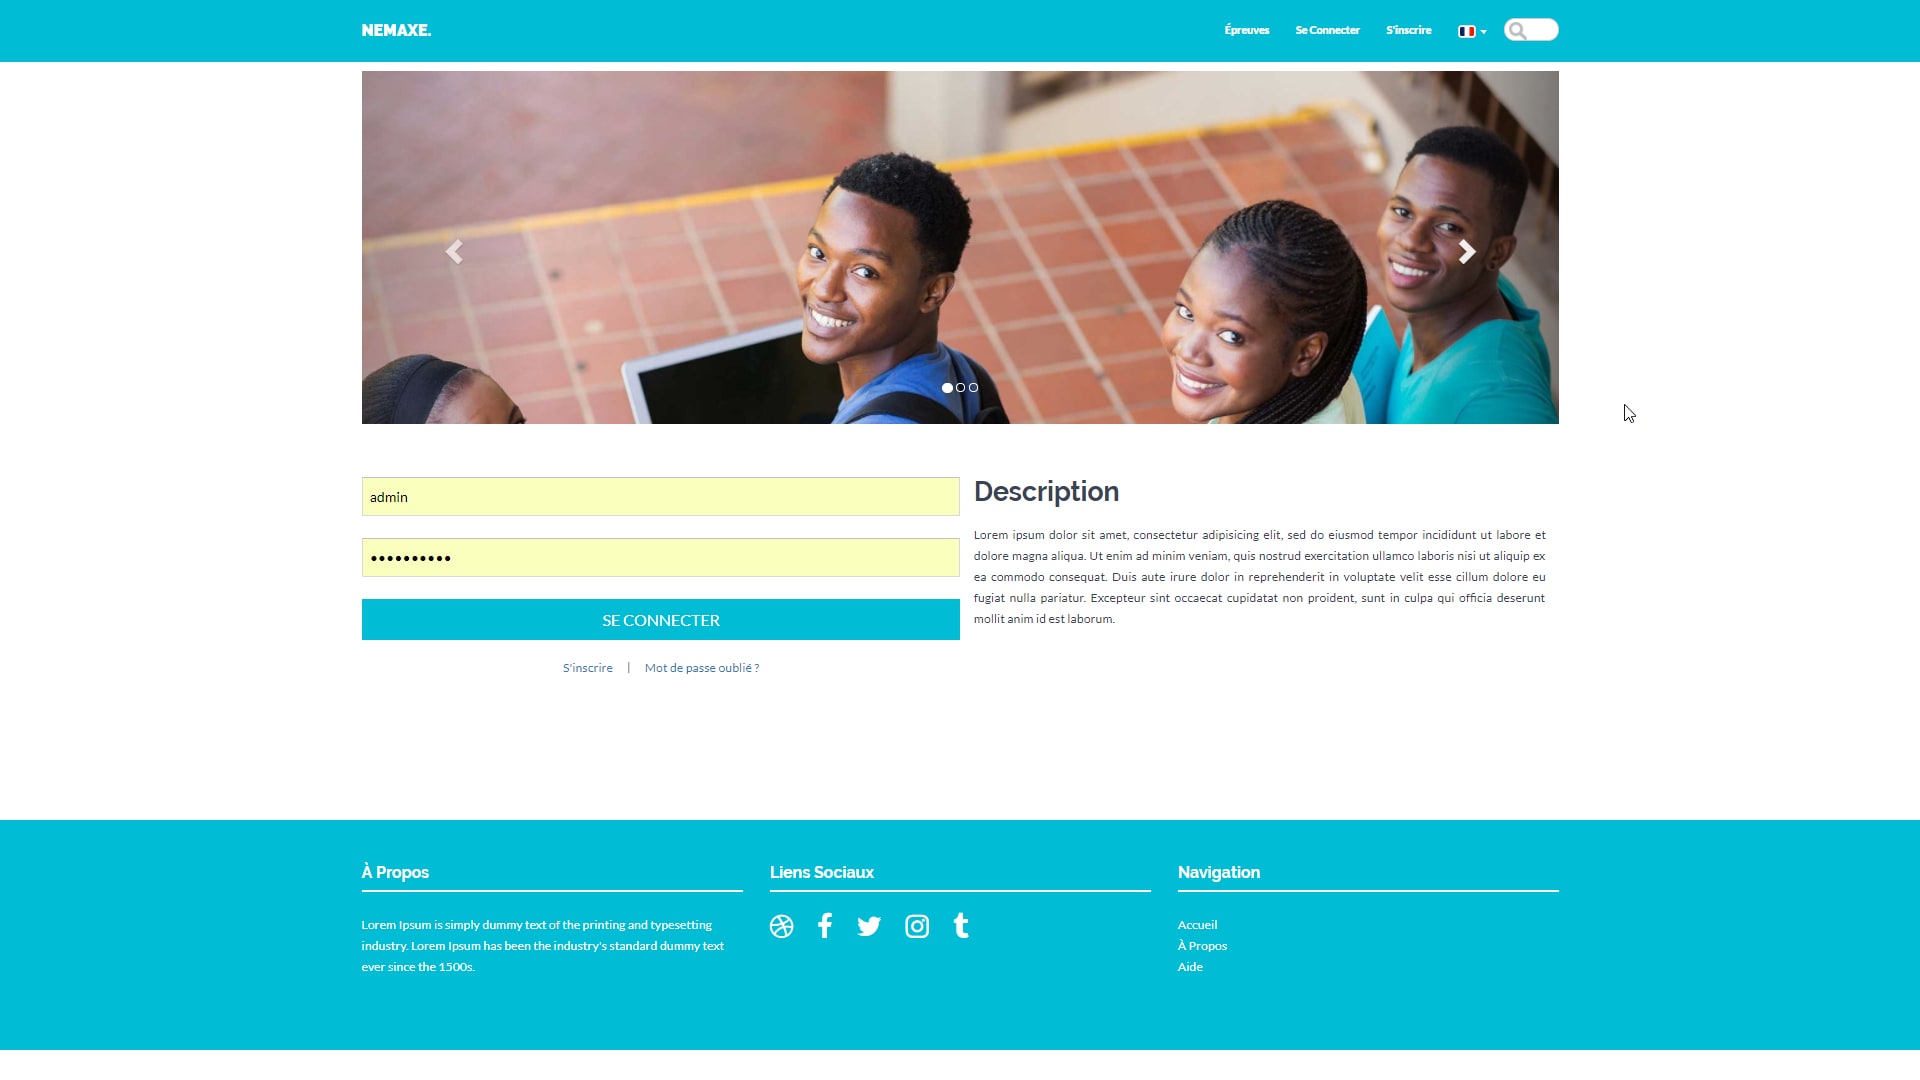 NEMAXE.
Épreuves
Se Connecter
S'inscrire
admin
••••••••••
SE CONNECTER
S'inscrire | Mot de passe oublié ?
Description
Lorem ipsum dolor sit amet, consectetur adipisicing elit, sed do eiusmod tempor incididunt ut labore et
dolore magna aliqua. Ut enim ad minim veniam, quis nostrud exercitation ullamco laboris nisi ut aliquip ex
ea commodo consequat. Duis aute irure dolor in reprehenderit in voluptate velit esse cillum dolore eu
fugiat nulla pariatur. Excepteur sint occaecat cupidatat non proident, sunt in culpa qui officia deserunt
mollit anim id est laborum.
À Propos
Lorem Ipsum is simply dummy text of the printing and typesetting
industry. Lorem Ipsum has been the industry's standard dummy text
ever since the 1500s.
Liens Sociaux
Navigation
Accueil
À Propos
Aide